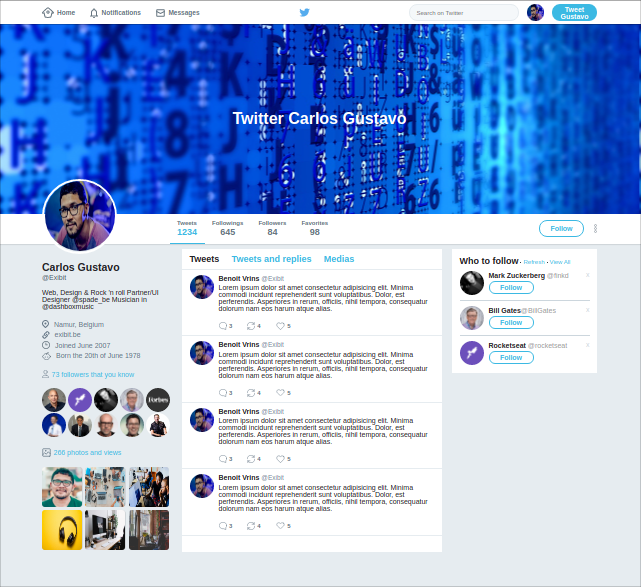 Home Notifications Messages Search on Twitter Tweet
Gustavo
Twitter Carlos Gustavo
Tweets Followings Followers Favorites
1234 645 84 98 Follow
Carlos Gustavo
@Exibit
Web, Design & Rock 'n roll Partner/UI
Designer @spade_be Musician in
@dashboxmusic
Namur, Belgium
exibit.be
Joined June 2007
Born the 20th of June 1978
73 followers that you know
Forbes
266 photos and views
Tweets Tweets and replies Medias
Benoit Vrins @Exibit
Lorem ipsum dolor sit amet consectetur adipisicing elit. Minima
commodi incidunt reprehenderit sunt voluptatibus. Dolor, est
perferendis. Asperiores in rerum, officiis, nihil tempora, consequatur
dolorum nam eos harum atque alias.
3 4 5
Benoit Vrins @Exibit
Lorem ipsum dolor sit amet consectetur adipisicing elit. Minima
commodi incidunt reprehenderit sunt voluptatibus. Dolor, est
perferendis. Asperiores in rerum, officiis, nihil tempora, consequatur
dolorum nam eos harum atque alias.
3 4 5
Benoit Vrins @Exibit
Lorem ipsum dolor sit amet consectetur adipisicing elit. Minima
commodi incidunt reprehenderit sunt voluptatibus. Dolor, est
perferendis. Asperiores in rerum, officiis, nihil tempora, consequatur
dolorum nam eos harum atque alias.
3 4 5
Benoit Vrins @Exibit
Lorem ipsum dolor sit amet consectetur adipisicing elit. Minima
commodi incidunt reprehenderit sunt voluptatibus. Dolor, est
perferendis. Asperiores in rerum, officiis, nihil tempora, consequatur
dolorum nam eos harum atque alias.
3 4 5
Who to follow • Refresh • View All
Mark Zuckerberg @finkd x
Follow
Bill Gates@BillGates x
Follow
Rocketseat @rocketseat x
Follow